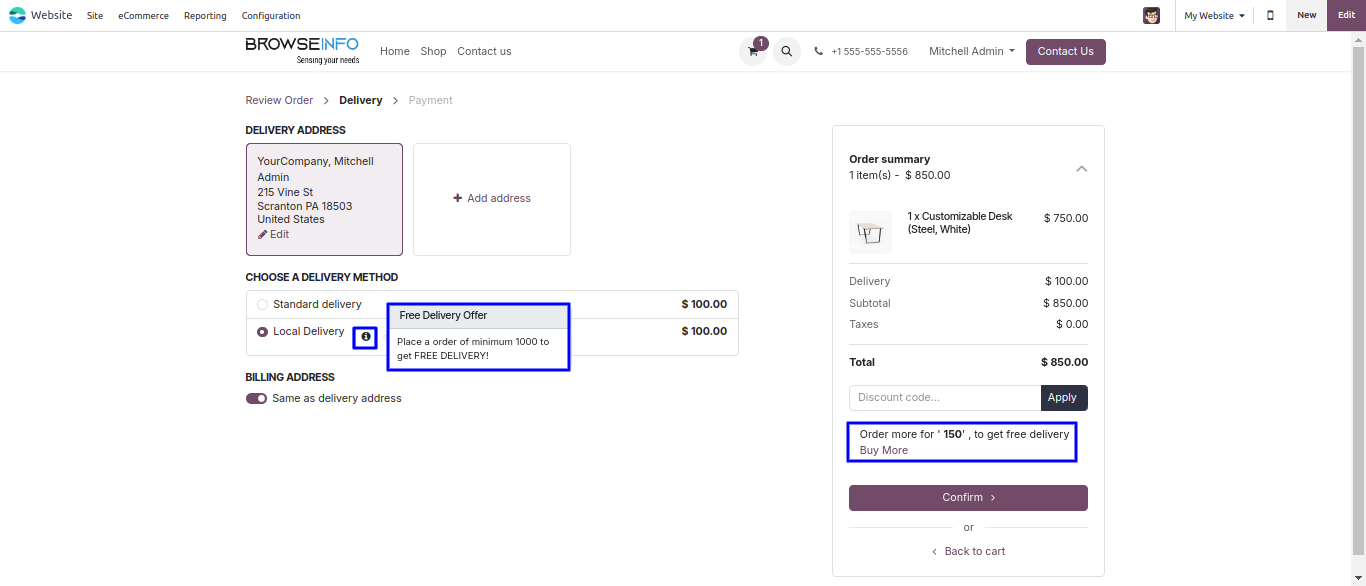 Website Site eCommerce Reporting Configuration My Website New Edit
BROWSEINFO
Sensing your needs
Home Shop Contact us 1 +1 555-555-5556 Mitchell Admin Contact Us
Review Order > Delivery > Payment
DELIVERY ADDRESS
YourCompany, Mitchell
Admin
215 Vine St
Scranton PA 18503
United States
Edit
+ Add address
CHOOSE A DELIVERY METHOD
Standard delivery $ 100.00
Local Delivery $ 100.00
Free Delivery Offer
Place a order of minimum 1000 to
get FREE DELIVERY!
BILLING ADDRESS
Same as delivery address
Order summary
1 item(s) - $ 850.00
1 x Customizable Desk $ 750.00
(Steel, White)
Delivery $ 100.00
Subtotal $ 850.00
Taxes $ 0.00
Total $ 850.00
Discount code... Apply
Order more for ' 150' , to get free delivery
Buy More
Confirm >
or
< Back to cart